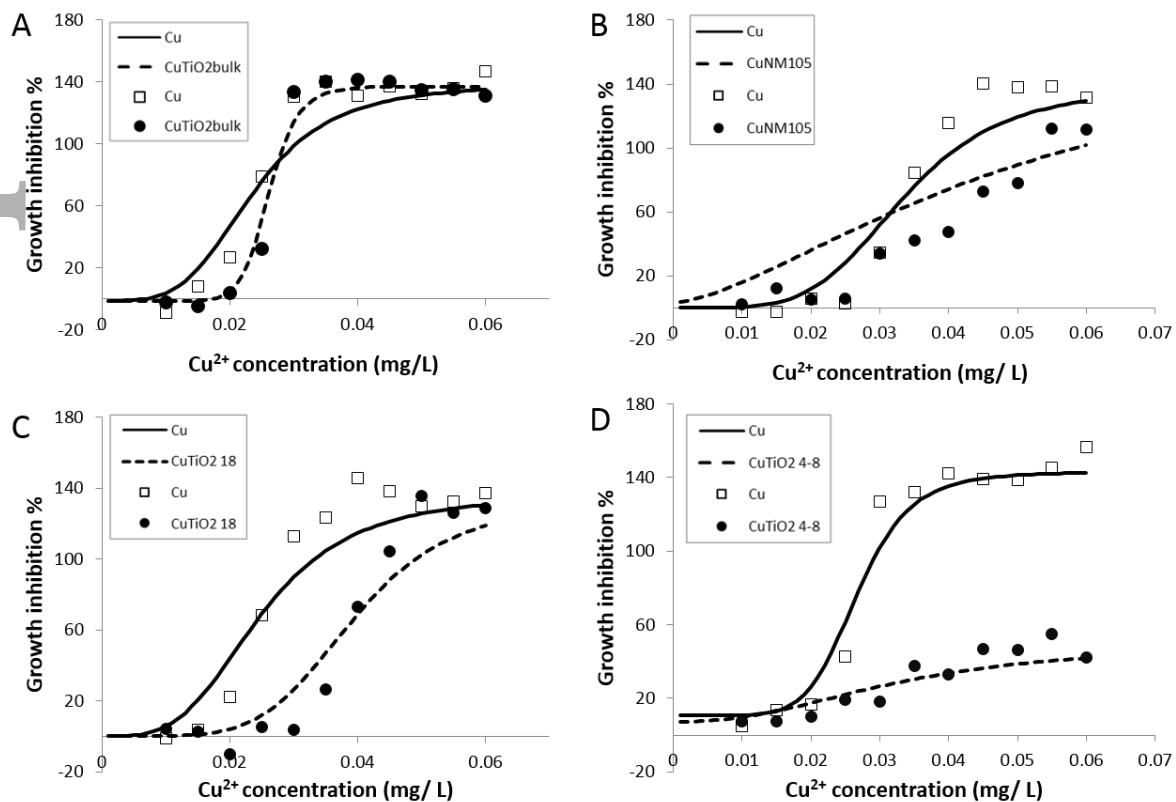 A
Cu
CuTiO2bulk
Cu
CuTiO2bulk
Growth inhibition %
180
140
100
60
20
-20
0
0.02
0.04
0.06
Cu²⁺ concentration (mg/L)
B
Cu
CuNM105
Cu
CuNM105
Growth inhibition %
180
140
100
60
20
-20
0
0.01
0.02
0.03
0.04
0.05
0.06
0.07
Cu²⁺ concentration (mg/ L)
C
Cu
CuTiO2 18
Cu
CuTiO2 18
Growth inhibition %
180
140
100
60
20
-20
0
0.02
0.04
0.06
Cu²⁺ concentration (mg/ L)
D
Cu
CuTiO2 4-8
Cu
CuTiO2 4-8
Growth inhibition %
180
140
100
60
20
-20
0
0.01
0.02
0.03
0.04
0.05
0.06
0.07
Cu²⁺ concentration (mg/ L)